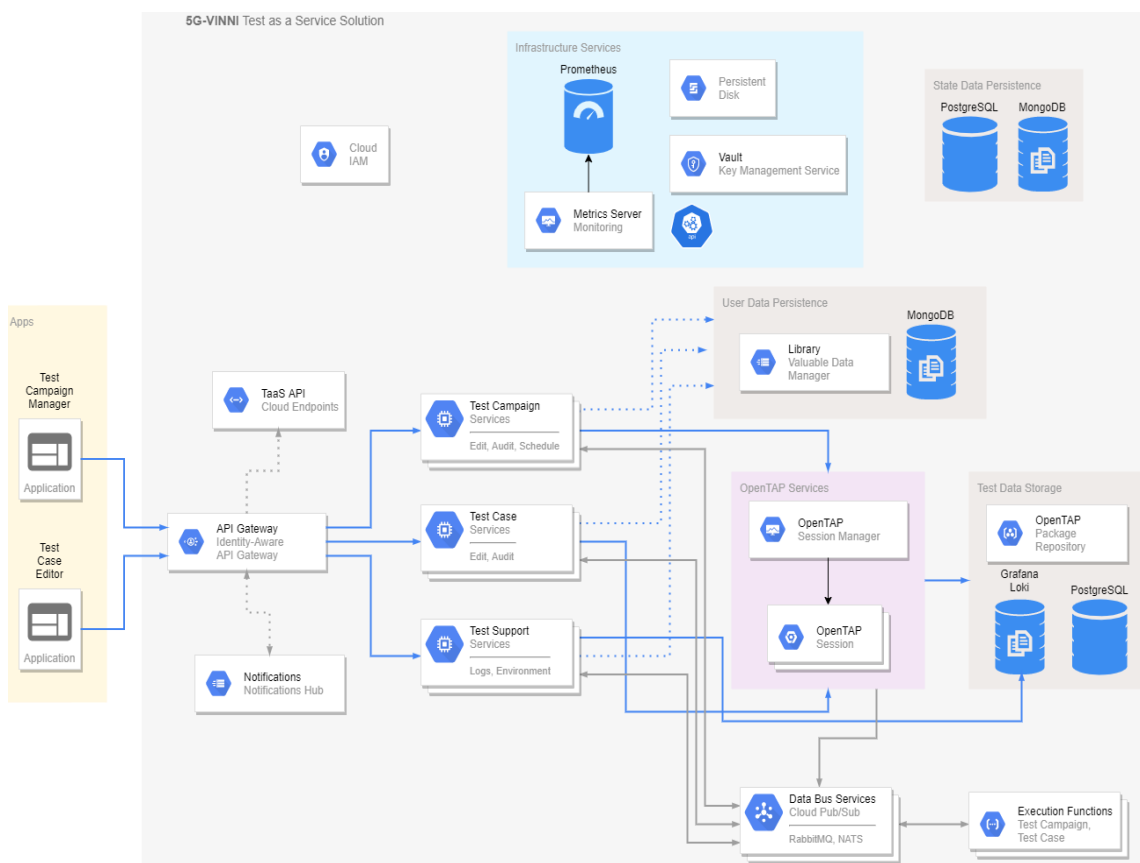 5G-VINNI Test as a Service Solution
Infrastructure Services
Prometheus
Persistent
Disk
Vault
Key Management Service
Metrics Server
Monitoring
api
State Data Persistence
PostgreSQL
MongoDB
Cloud
IAM
Apps
Test
Campaign
Manager
Application
Test
Case
Editor
Application
TaaS API
Cloud Endpoints
API Gateway
Identity-Aware
API Gateway
Notifications
Notifications Hub
Test Campaign
Services
Edit, Audit, Schedule
Test Case
Services
Edit, Audit
Test Support
Services
Logs, Environment
User Data Persistence
Library
Valuable Data
Manager
MongoDB
OpenTAP Services
OpenTAP
Session Manager
OpenTAP
Session
Test Data Storage
OpenTAP
Package
Repository
Grafana
Loki
PostgreSQL
Data Bus Services
Cloud Pub/Sub
RabbitMQ, NATS
Execution Functions
Test Campaign,
Test Case